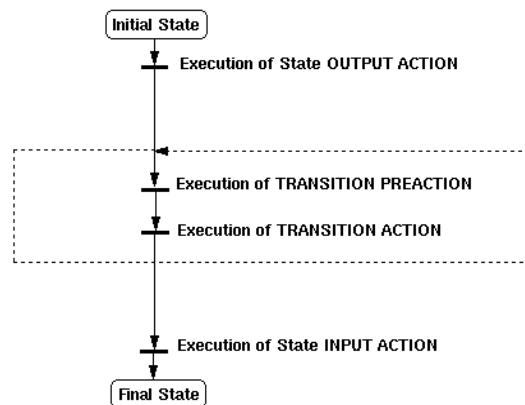 Initial State
Execution of State OUTPUT ACTION
Execution of TRANSITION PREACTION
Execution of TRANSITION ACTION
Execution of State INPUT ACTION
Final State